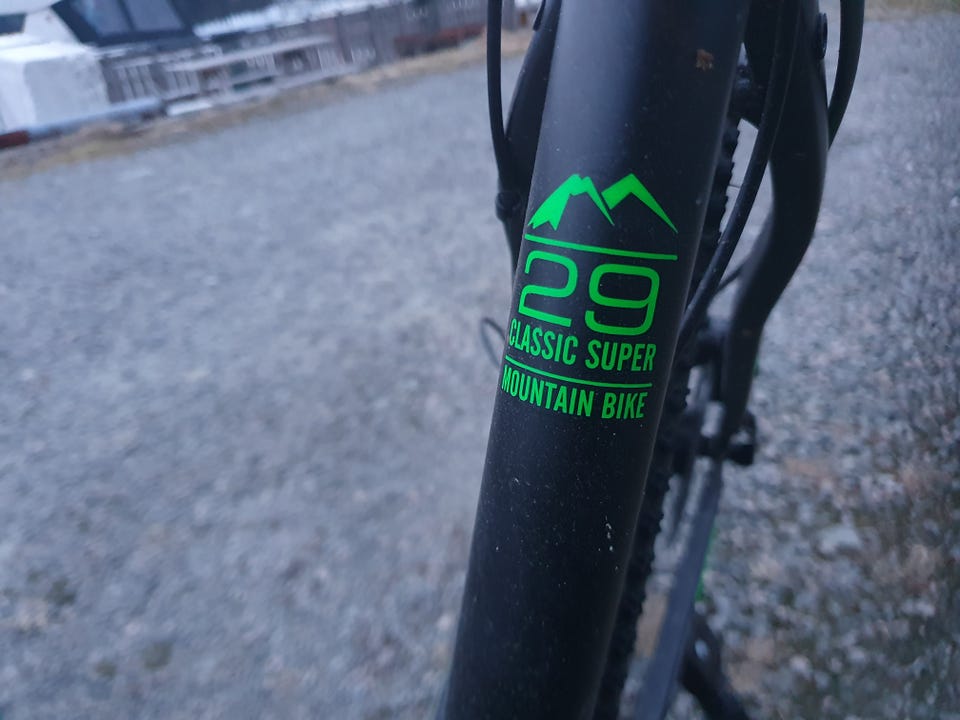 29
CLASSIC SUPER
MOUNTAIN BIKE